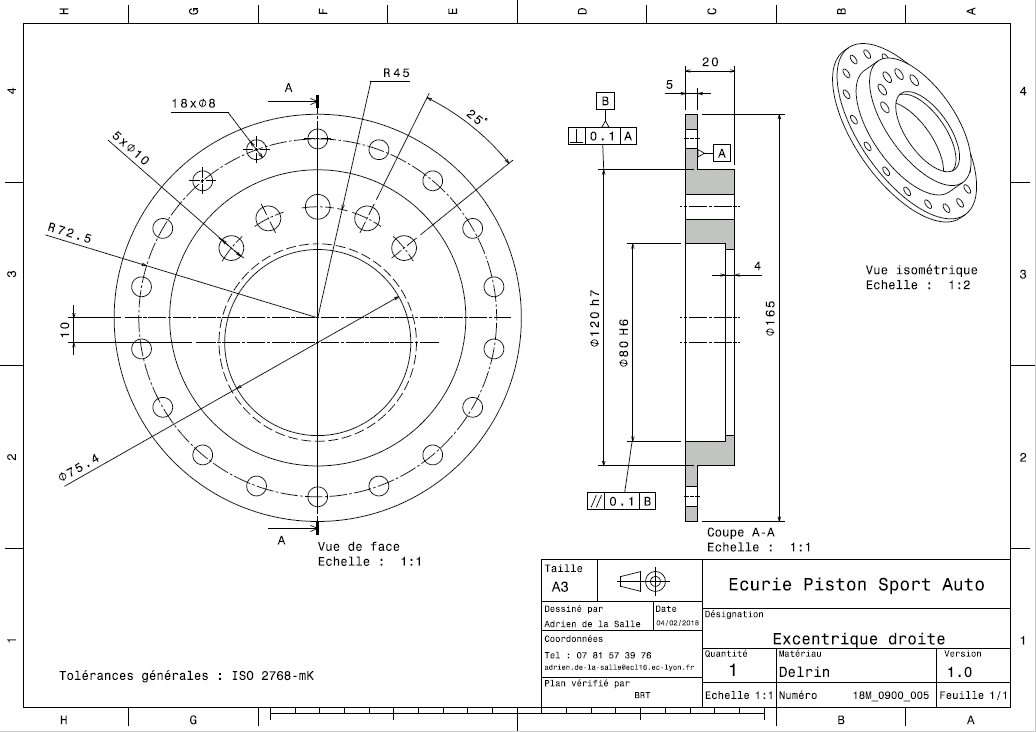 H G F E D C B A
4 4
3 3
2 2
1 1
A
R45
25°
18xΦ8
5xΦ10
R72.5
10
Φ75.4
A
Vue de face
Echelle : 1:1
20
5
B
⊥ 0.1 A
A
4
Φ120 h7
Φ80 H6
Φ165
// 0.1 B
Coupe A-A
Echelle : 1:1
Vue isométrique
Echelle : 1:2
Tolérances générales : ISO 2768-mK
Taille
A3
Ecurie Piston Sport Auto
Dessiné par
Adrien de la Salle
Date
04/02/2018
Désignation
Excentrique droite
Coordonnées
Tel : 07 81 57 39 76
adrien.de-la-salle@ecl16.ec-lyon.fr
Quantité
1
Matériau
Delrin
Version
1.0
Plan vérifié par
BRT
Echelle 1:1
Numéro 18M_0900_005
Feuille 1/1
H G B A